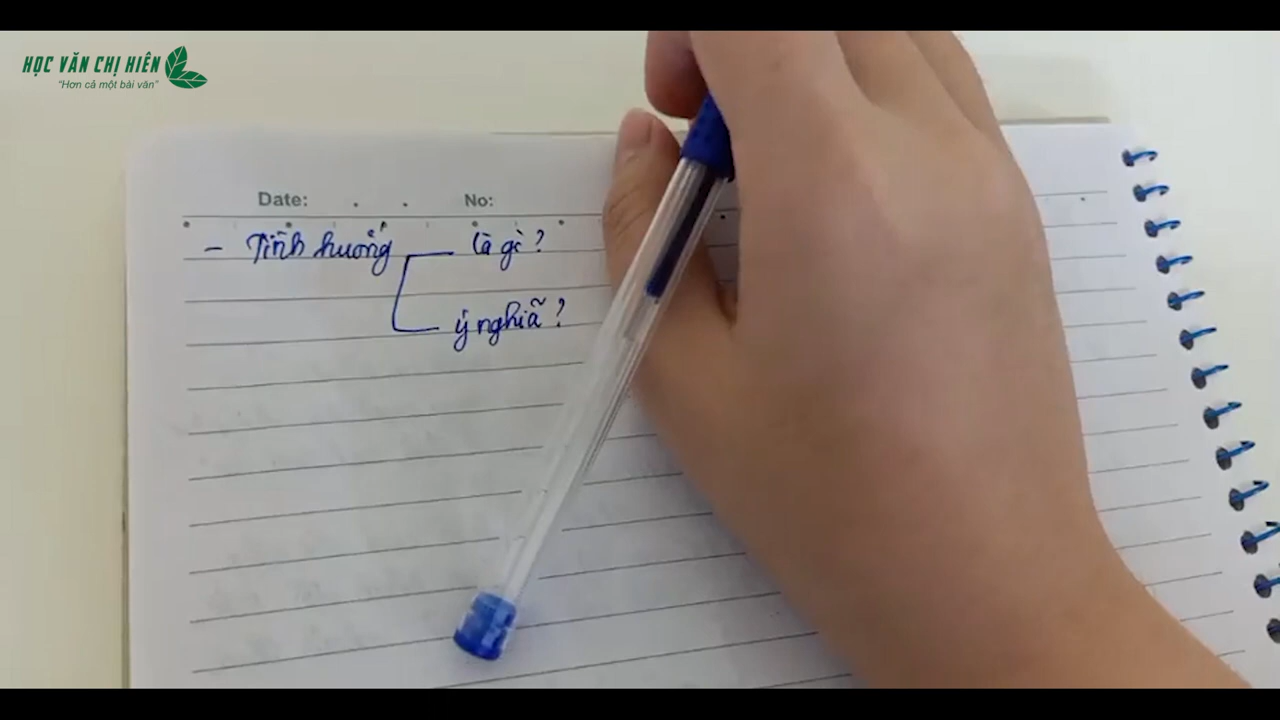 HỌC VĂN CHỊ HIÊN
"Hơn cả một bài văn"
Date: . . No:
- Tình huống là gì?
ý nghĩa?